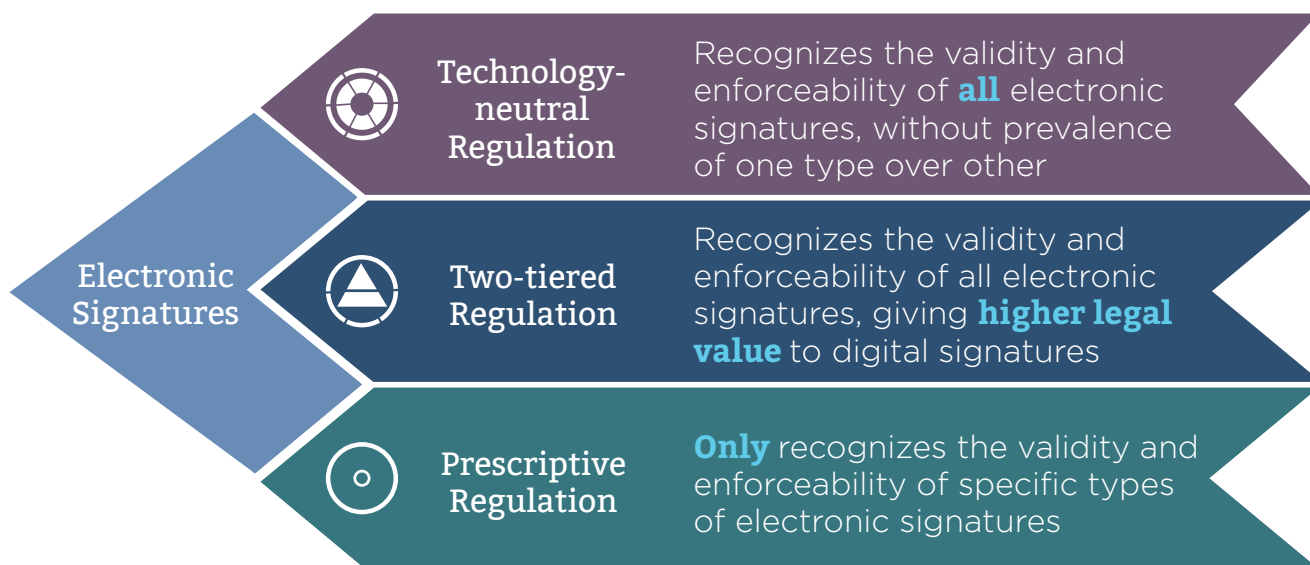 Electronic
Signatures
Technology-
neutral
Regulation
Recognizes the validity and
enforceability of all electronic
signatures, without prevalence
of one type over other
Two-tiered
Regulation
Recognizes the validity and
enforceability of all electronic
signatures, giving higher legal
value to digital signatures
Prescriptive
Regulation
Only recognizes the validity and
enforceability of specific types
of electronic signatures